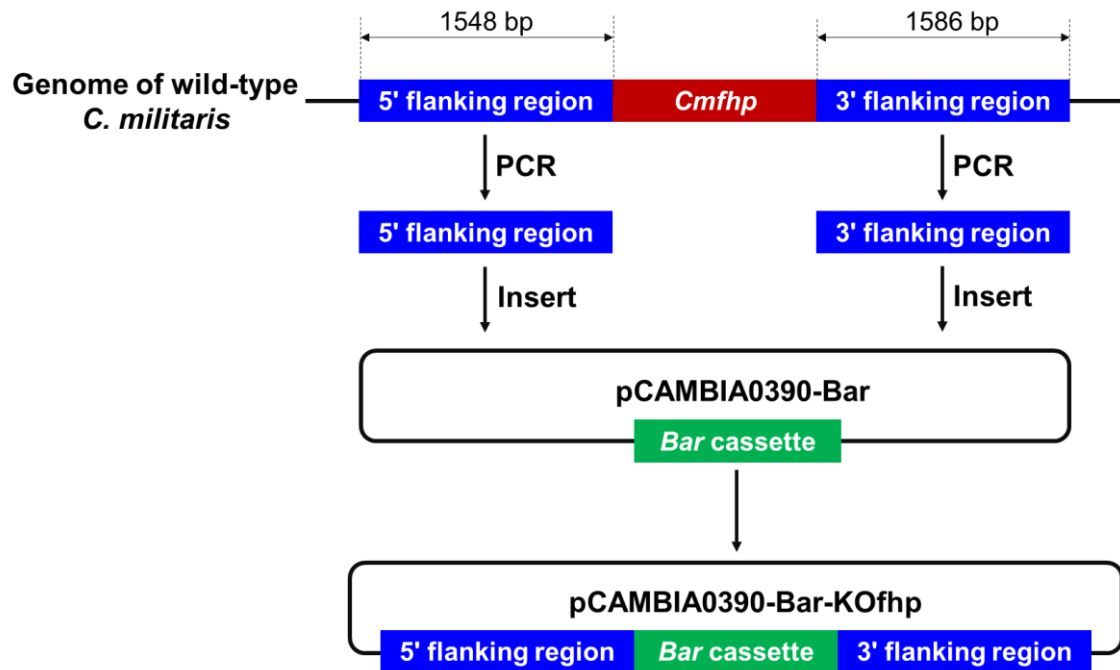 1548 bp
1586 bp
Genome of wild-type
C. militaris
5' flanking region
Cmfhp
3' flanking region
PCR
PCR
5' flanking region
3' flanking region
Insert
Insert
pCAMBIA0390-Bar
Bar cassette
pCAMBIA0390-Bar-KOfhp
5' flanking region
Bar cassette
3' flanking region